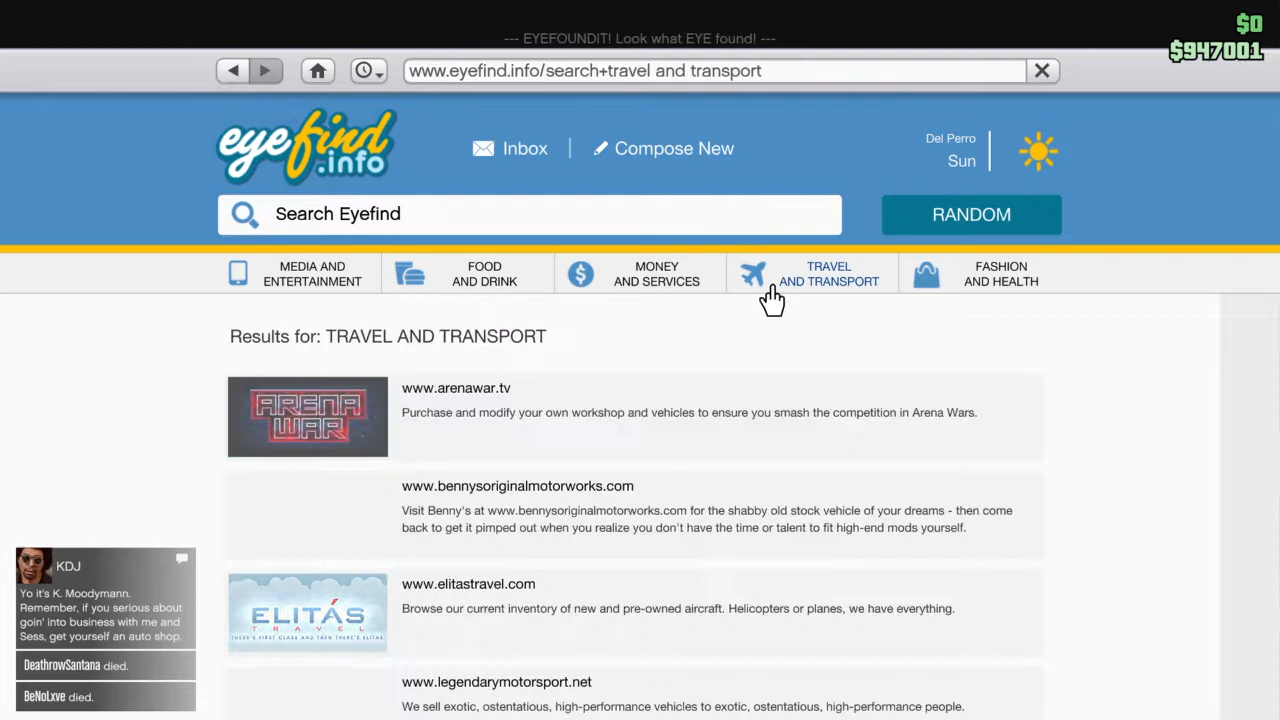 --- EYEFOUNDIT! Look what EYE found! ---
$0
$947001
www.eyefind.info/search+travel and transport
eyefind
.info
Inbox
Compose New
Del Perro
Sun
Search Eyefind
RANDOM
MEDIA AND
ENTERTAINMENT
FOOD
AND DRINK
MONEY
AND SERVICES
TRAVEL
AND TRANSPORT
FASHION
AND HEALTH
Results for: TRAVEL AND TRANSPORT
ARENA
WAR
www.arenawar.tv
Purchase and modify your own workshop and vehicles to ensure you smash the competition in Arena Wars.
www.bennysoriginalmotorworks.com
Visit Benny's at www.bennysoriginalmotorworks.com for the shabby old stock vehicle of your dreams - then come
back to get it pimped out when you realize you don't have the time or talent to fit high-end mods yourself.
ELITÁS
TRAVEL
THERE'S FIRST CLASS AND THEN THERE'S ELITAS
www.elitastravel.com
Browse our current inventory of new and pre-owned aircraft. Helicopters or planes, we have everything.
www.legendarymotorsport.net
We sell exotic, ostentatious, high-performance vehicles to exotic, ostentatious, high-performance people.
KDJ
Yo it's K. Moodymann.
Remember, if you serious about
goin' into business with me and
Sess, get yourself an auto shop.
DeathrowSantana died.
BeNoLxve died.